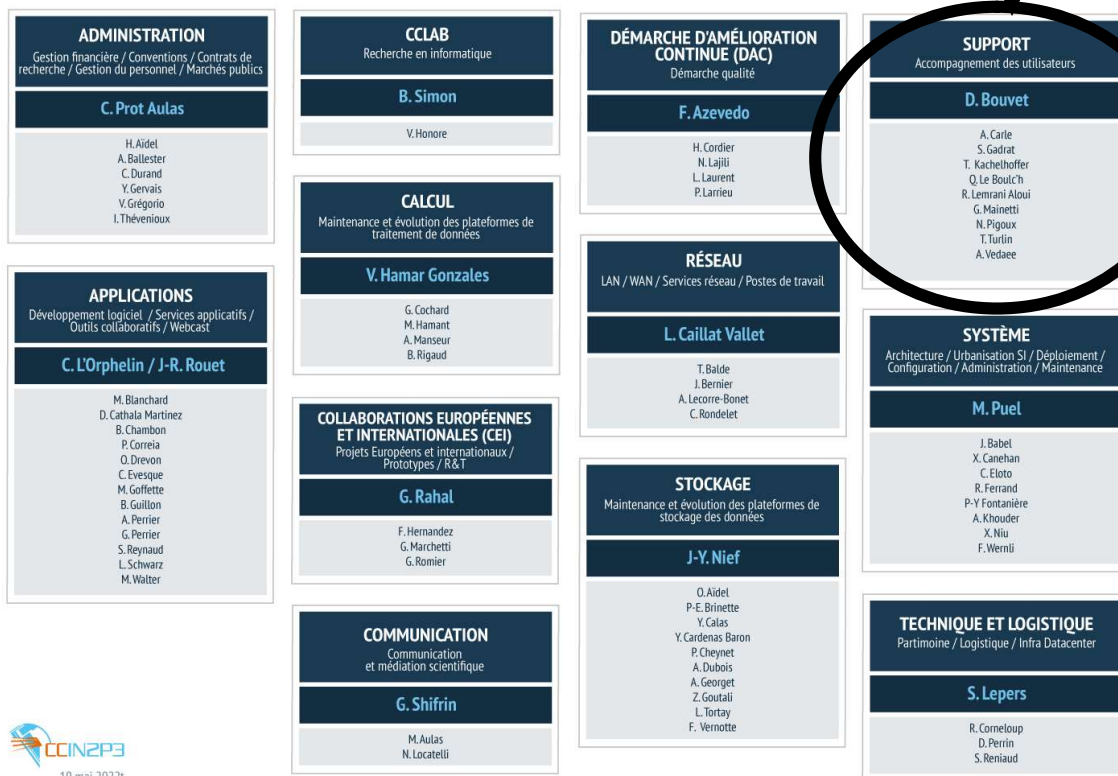 ADMINISTRATION
Gestion financière / Conventions / Contrats de
recherche / Gestion du personnel / Marchés publics
C. Prot Aulas
H. Aïdel
A. Ballester
C. Durand
Y. Gervais
V. Grégorio
I. Thévenioux
APPLICATIONS
Développement logiciel / Services applicatifs /
Outils collaboratifs / Webcast
C. L'Orphelin / J-R. Rouet
M. Blanchard
D. Cathala Martinez
B. Chambon
P. Correia
O. Drevon
C. Evesque
M. Goffette
B. Guillon
A. Perrier
G. Perrier
S. Reynaud
L. Schwarz
M. Walter
CCIN2P3
10 mai 2022t
CCLAB
Recherche en informatique
B. Simon
V. Honore
CALCUL
Maintenance et évolution des plateformes de
traitement de données
V. Hamar Gonzales
G. Cochard
M. Hamant
A. Manseur
B. Rigaud
COLLABORATIONS EUROPÉENNES
ET INTERNATIONALES (CEI)
Projets Européens et internationaux /
Prototypes / R&T
G. Rahal
F. Hernandez
G. Marchetti
G. Romier
COMMUNICATION
Communication
et médiation scientifique
G. Shifrin
M. Aulas
N. Locatelli
DÉMARCHE D'AMÉLIORATION
CONTINUE (DAC)
Démarche qualité
F. Azevedo
H. Cordier
N. Lajili
L. Laurent
P. Larrieu
RÉSEAU
LAN / WAN / Services réseau / Postes de travail
L. Caillat Vallet
T. Balde
J. Bernier
A. Lecorre-Bonet
C. Rondelet
STOCKAGE
Maintenance et évolution des plateformes de
stockage des données
J-Y. Nief
O. Aïdel
P-E. Brinette
Y. Calas
Y. Cardenas Baron
P. Cheynet
A. Dubois
A. Georget
Z. Goutali
L. Tortay
F. Vernotte
SUPPORT
Accompagnement des utilisateurs
D. Bouvet
A. Carle
S. Gadrat
T. Kachelhoffer
Q. Le Boulc'h
R. Lemrani Aloui
G. Mainetti
N. Pigoux
T. Turlin
A. Vedaee
SYSTÈME
Architecture / Urbanisation SI / Déploiement /
Configuration / Administration / Maintenance
M. Puel
J. Babel
X. Canehan
C. Eloto
R. Ferrand
P-Y Fontanière
A. Khouder
X. Niu
F. Wernli
TECHNIQUE ET LOGISTIQUE
Partimoine / Logistique / Infra Datacenter
S. Lepers
R. Corneloup
D. Perrin
S. Reniaud